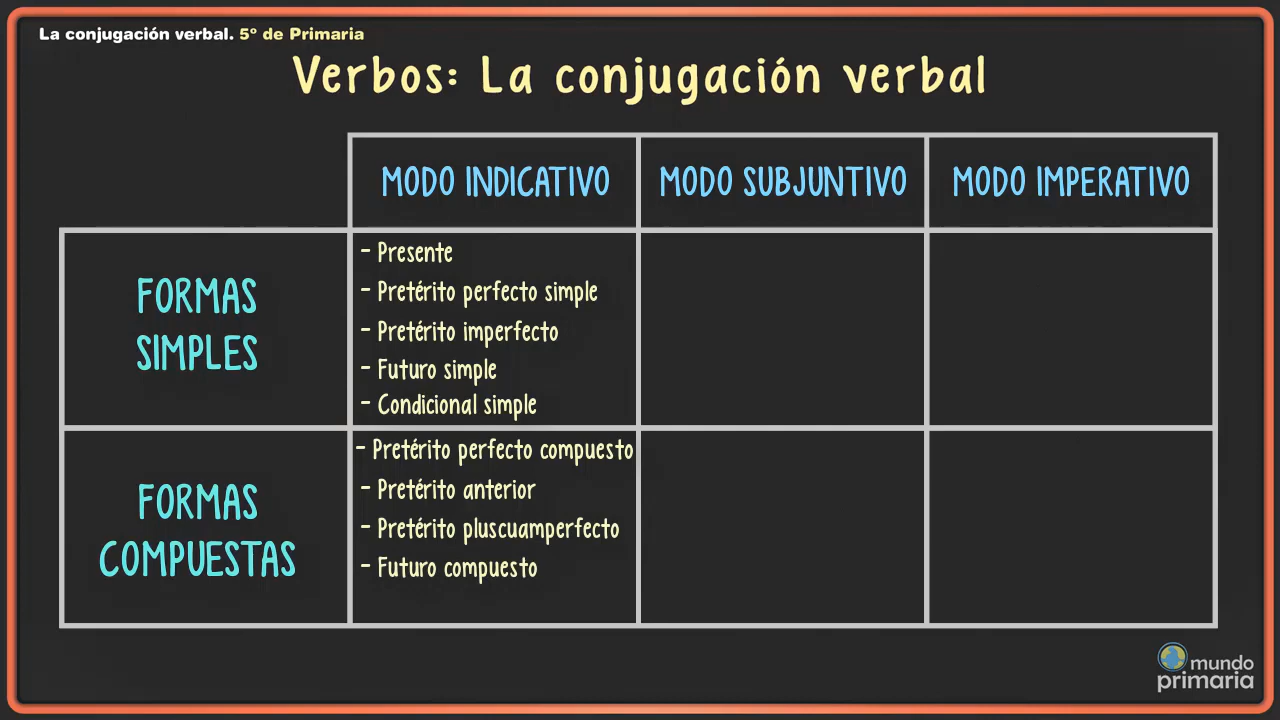 La conjugación verbal. 5º de Primaria
Verbos: La conjugación verbal
MODO INDICATIVO
MODO SUBJUNTIVO
MODO IMPERATIVO
FORMAS
SIMPLES
- Presente
- Pretérito perfecto simple
- Pretérito imperfecto
- Futuro simple
- Condicional simple
FORMAS
COMPUESTAS
- Pretérito perfecto compuesto
- Pretérito anterior
- Pretérito pluscuamperfecto
- Futuro compuesto
mundo
primaria